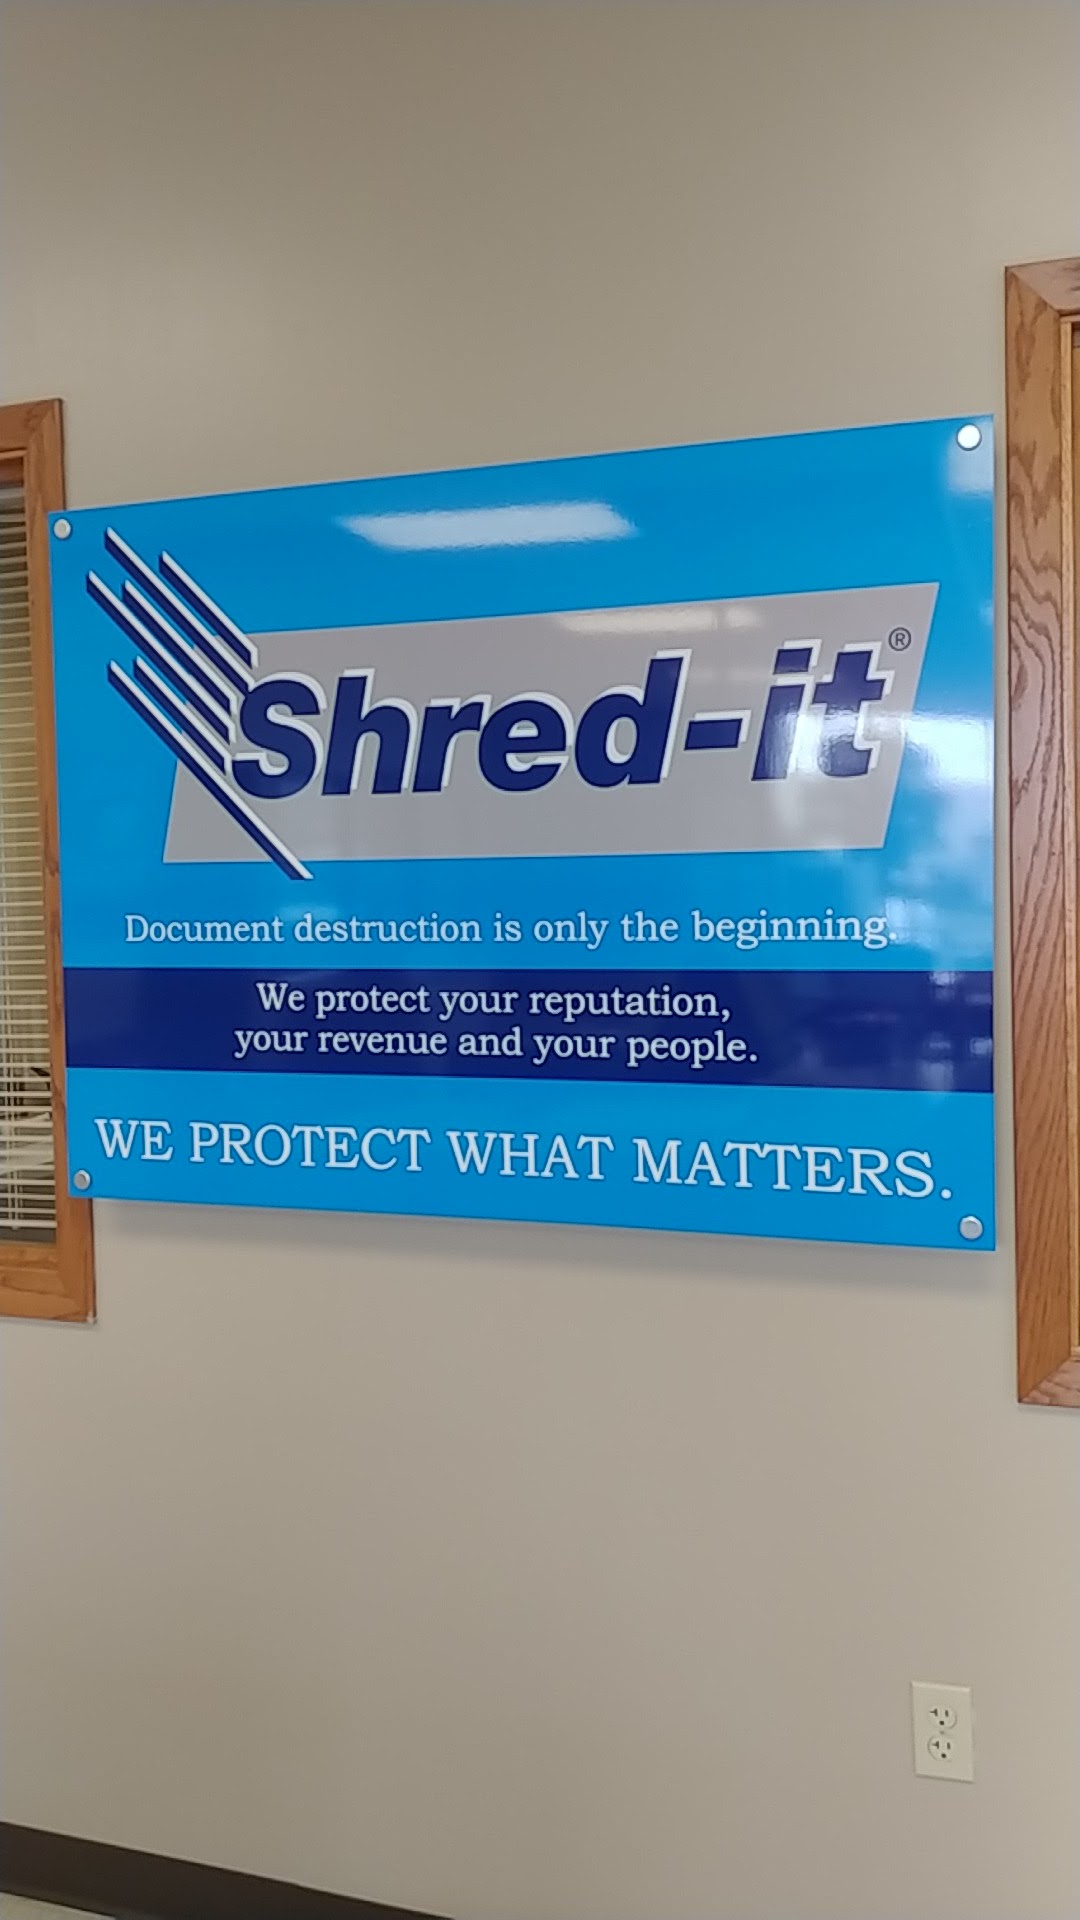 Shred-it®
Document destruction is only the beginning.
We protect your reputation,
your revenue and your people.
WE PROTECT WHAT MATTERS.